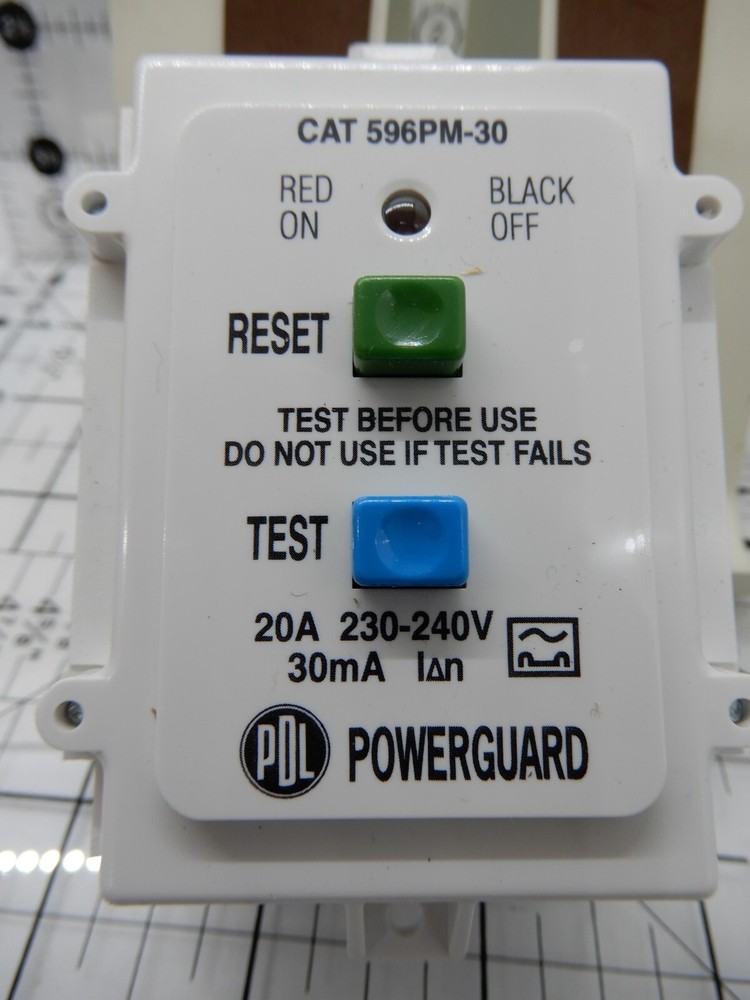 CAT 596PM-30
RED ON
BLACK OFF
RESET
TEST BEFORE USE
DO NOT USE IF TEST FAILS
TEST
20A 230-240V
30mA I∆n
PDL POWERGUARD